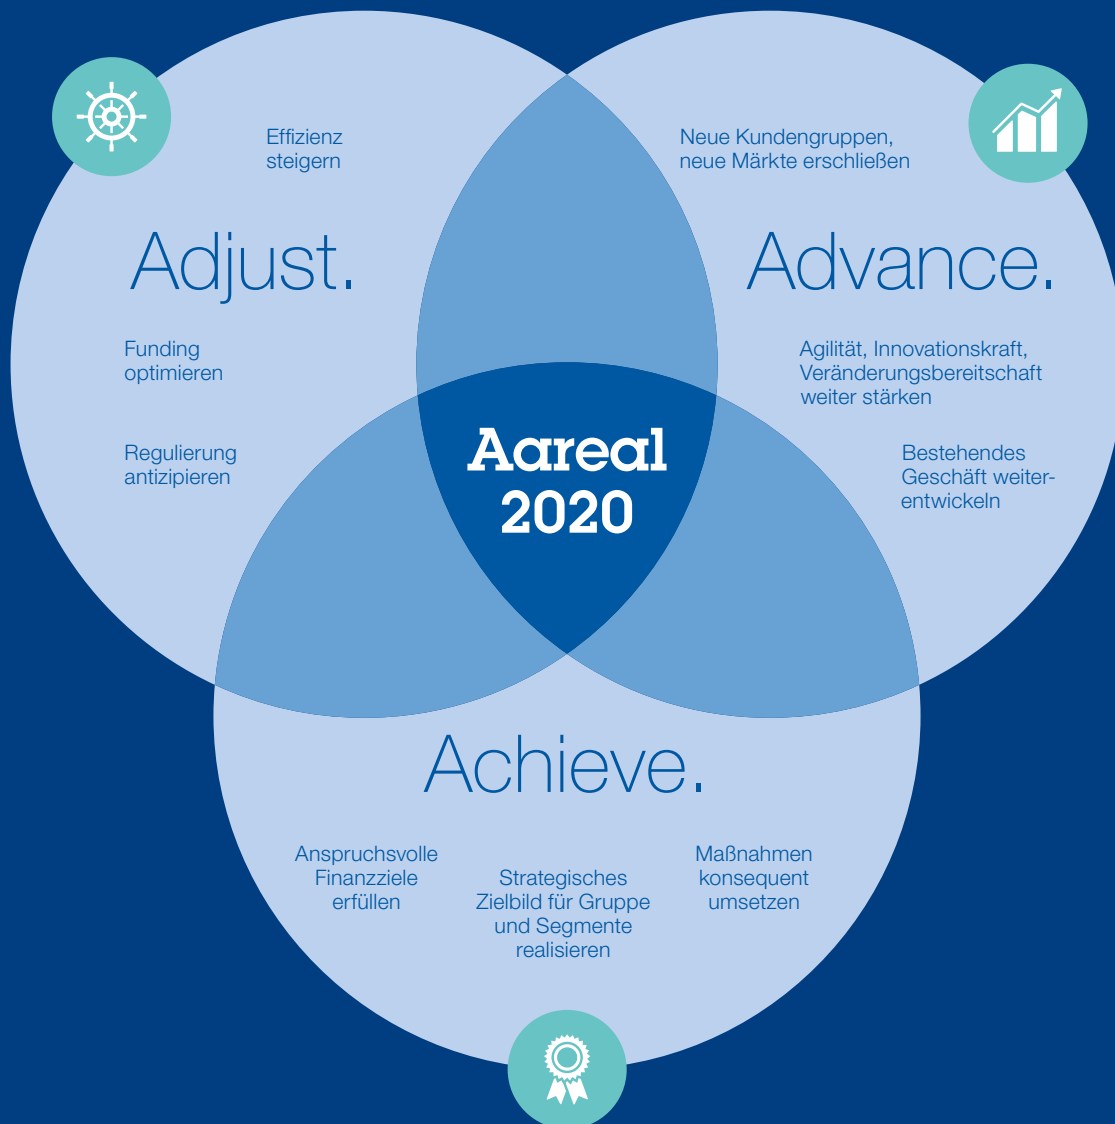 Effizienz
steigern
Adjust.
Funding
optimieren
Regulierung
antizipieren
Neue Kundengruppen,
neue Märkte erschließen
Advance.
Agilität, Innovationskraft,
Veränderungsbereitschaft
weiter stärken
Bestehendes
Geschäft weiter-
entwickeln
Aareal
2020
Achieve.
Anspruchsvolle
Finanzziele
erfüllen
Strategisches
Zielbild für Gruppe
und Segmente
realisieren
Maßnahmen
konsequent
umsetzen